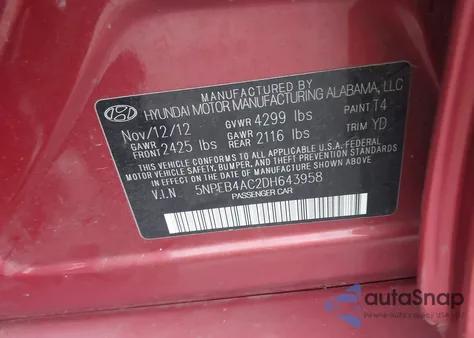 MANUFACTURED BY
HYUNDAI MOTOR MANUFACTURING ALABAMA, LLC
Nov/12/12 GVWR 4299 lbs PAINT T4
GAWR FRONT 2425 lbs GAWR REAR 2116 lbs TRIM YD
THIS VEHICLE CONFORMS TO ALL APPLICABLE U.S.A. FEDERAL
MOTOR VEHICLE SAFETY, BUMPER, AND THEFT PREVENTION
STANDARDS IN EFFECT ON THE DATE OF MANUFACTURE SHOWN ABOVE.
V.I.N. 5NPEB4AC2DH643958
PASSENGER CAR
autoSnap